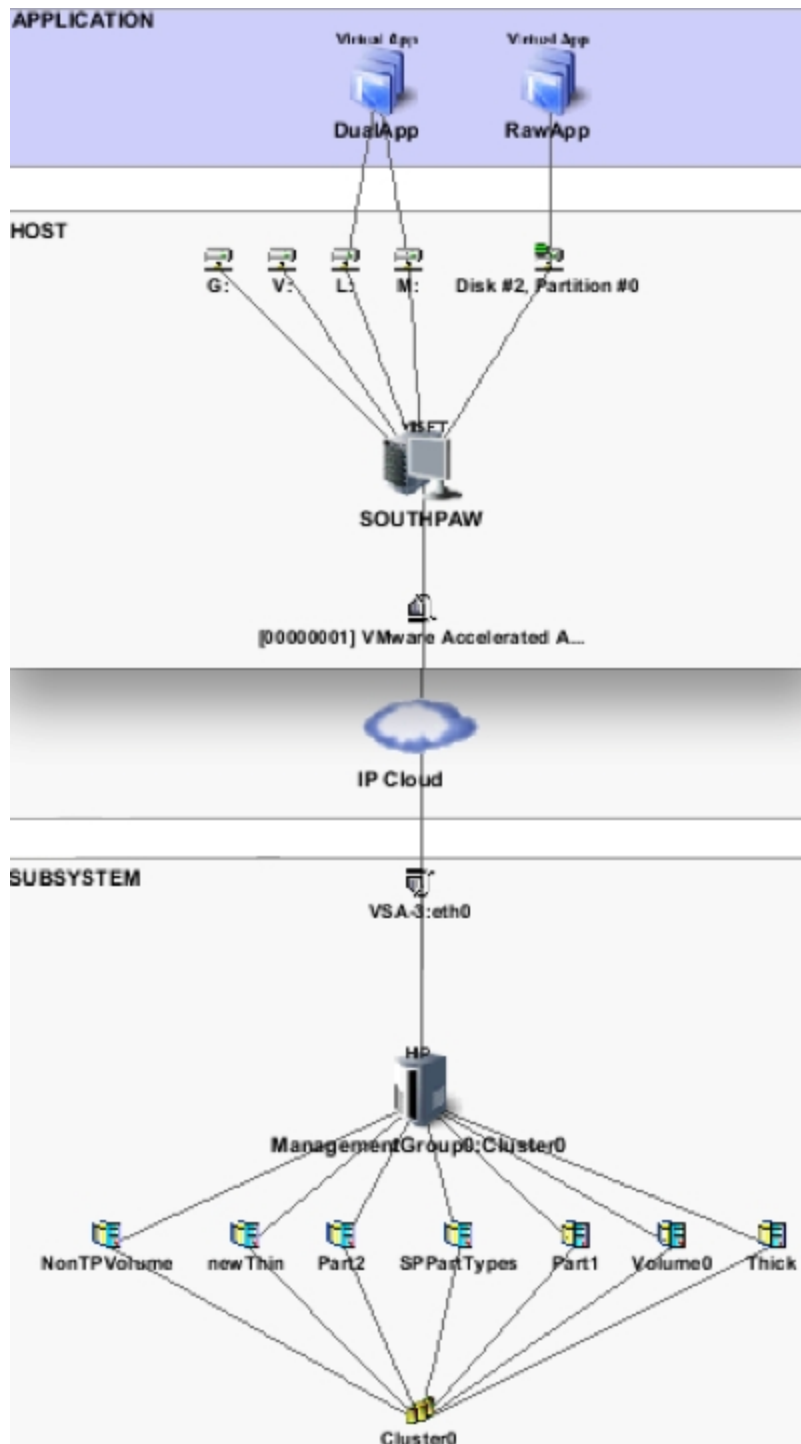 APPLICATION
Virtual App Virtual App
DualApp RawApp
HOST
G: V: L: M: Disk #2, Partition #0
SOUTHPAW
[00000001] VMware Accelerated A...
IP Cloud
SUBSYSTEM
VSA-3:eth0
HP
ManagementGroup0:Cluster0
NonTPVolume newThin Part2 SPPartTypes Part1 Volume0 Thick
Cluster0